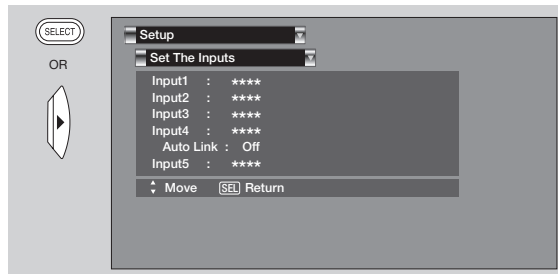 SELECT
OR
Setup
Set The Inputs
Input1 : ****
Input2 : ****
Input3 : ****
Input4 : ****
Auto Link : Off
Input5 : ****
Move SEL Return